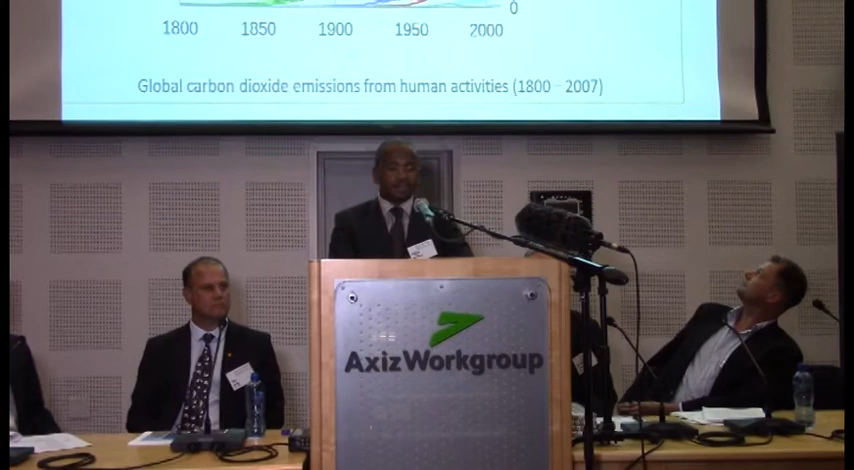 0
1800 1850 1900 1950 2000
Global carbon dioxide emissions from human activities (1800 - 2007)
AxizWorkgroup